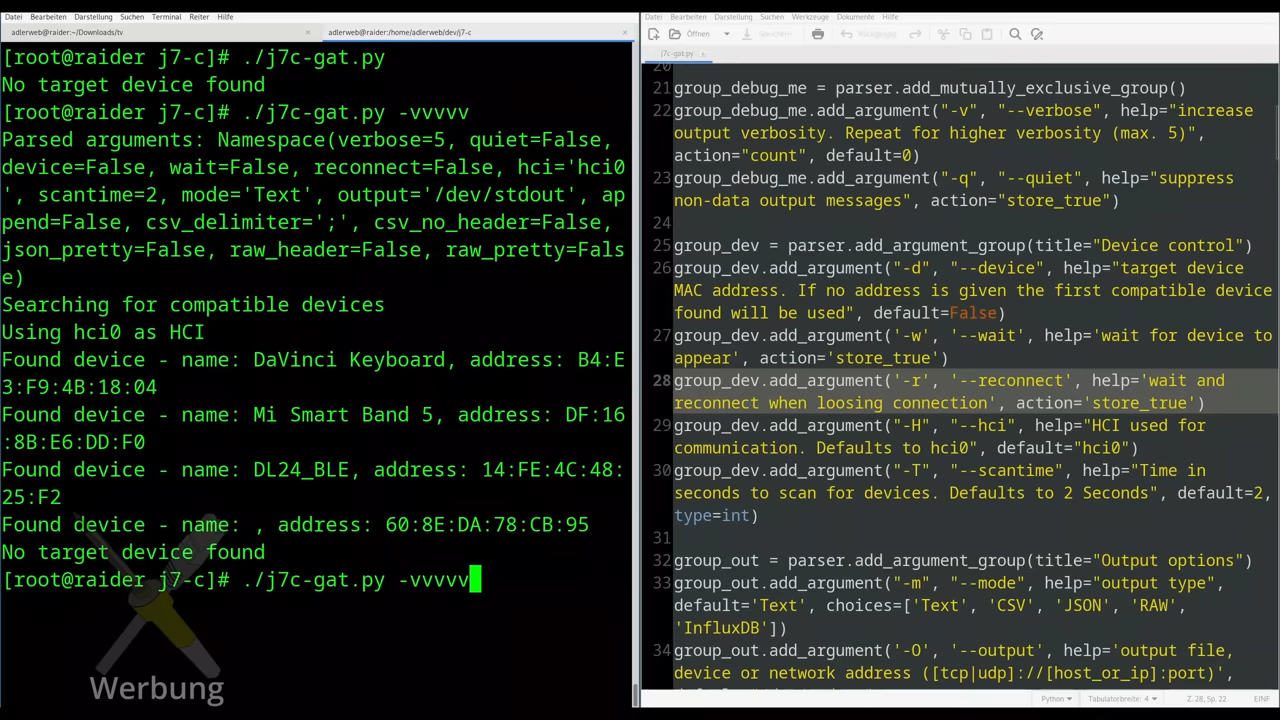 Datei Bearbeiten Darstellung Suchen Terminal Reiter Hilfe
adlerweb@raider:~/Downloads/tv
adlerweb@raider:/home/adlerweb/dev/j7-c
[root@raider j7-c]# ./j7c-gat.py
No target device found
[root@raider j7-c]# ./j7c-gat.py -vvvvv
Parsed arguments: Namespace(verbose=5, quiet=False,
device=False, wait=False, reconnect=False, hci='hci0
', scantime=2, mode='Text', output='/dev/stdout', ap
pend=False, csv_delimiter=';', csv_no_header=False,
json_pretty=False, raw_header=False, raw_pretty=Fals
e)
Searching for compatible devices
Using hci0 as HCI
Found device - name: DaVinci Keyboard, address: B4:E
3:F9:4B:18:04
Found device - name: Mi Smart Band 5, address: DF:16
:8B:E6:DD:F0
Found device - name: DL24_BLE, address: 14:FE:4C:48:
25:F2
Found device - name: , address: 60:8E:DA:78:CB:95
No target device found
[root@raider j7-c]# ./j7c-gat.py -vvvvv
Werbung
Datei Bearbeiten Darstellung Suchen Werkzeuge Dokumente Hilfe
Öffnen Speichern Rückgängig
j7c-gat.py
20
21 group_debug_me = parser.add_mutually_exclusive_group()
22 group_debug_me.add_argument("-v", "--verbose", help="increase
output verbosity. Repeat for higher verbosity (max. 5)",
action="count", default=0)
23 group_debug_me.add_argument("-q", "--quiet", help="suppress
non-data output messages", action="store_true")
24
25 group_dev = parser.add_argument_group(title="Device control")
26 group_dev.add_argument("-d", "--device", help="target device
MAC address. If no address is given the first compatible device
found will be used", default=False)
27 group_dev.add_argument('-w', '--wait', help='wait for device to
appear', action='store_true')
28 group_dev.add_argument('-r', '--reconnect', help='wait and
reconnect when loosing connection', action='store_true')
29 group_dev.add_argument("-H", "--hci", help="HCI used for
communication. Defaults to hci0", default="hci0")
30 group_dev.add_argument("-T", "--scantime", help="Time in
seconds to scan for devices. Defaults to 2 Seconds", default=2,
type=int)
31
32 group_out = parser.add_argument_group(title="Output options")
33 group_out.add_argument("-m", "--mode", help="output type",
default='Text', choices=['Text', 'CSV', 'JSON', 'RAW',
'InfluxDB'])
34 group_out.add_argument('-O', '--output', help='output file,
device or network address ([tcp|udp]://[host_or_ip]:port)',
Python Tabulatorbreite: 4 Z. 28, Sp. 22 EINF